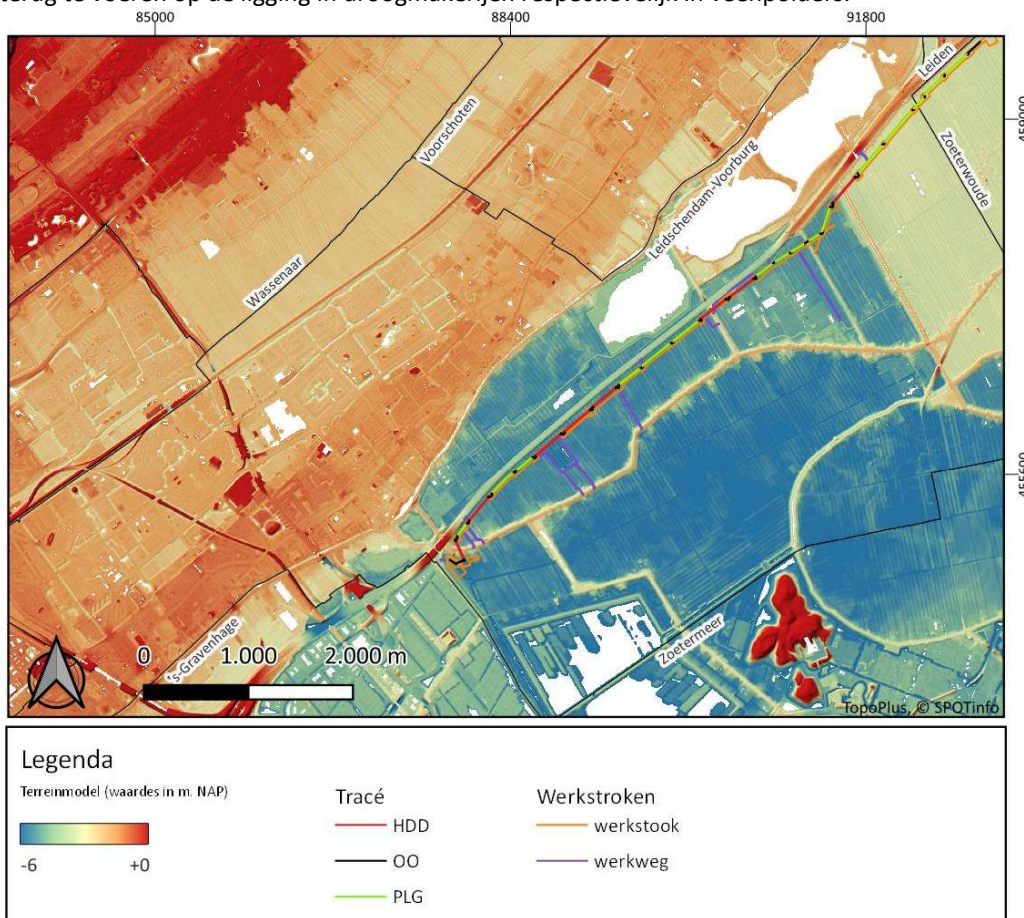 terug te voeren op de ligging in droogmakerijen respectievelijk in veenpolders.
85000 88400 91800
Leiden
459000
Voorschoten
Zoeterwoude
Leidschendam-Voorburg
Wassenaar
455600
's-Gravenhage
Zoetermeer
0 1.000 2.000 m
TopoPlus, © SPOTinfo
Legenda
Terreinmodel (waardes in m. NAP)
-6 +0
Tracé
HDD
OO
PLG
Werkstroken
werkstook
werkweg